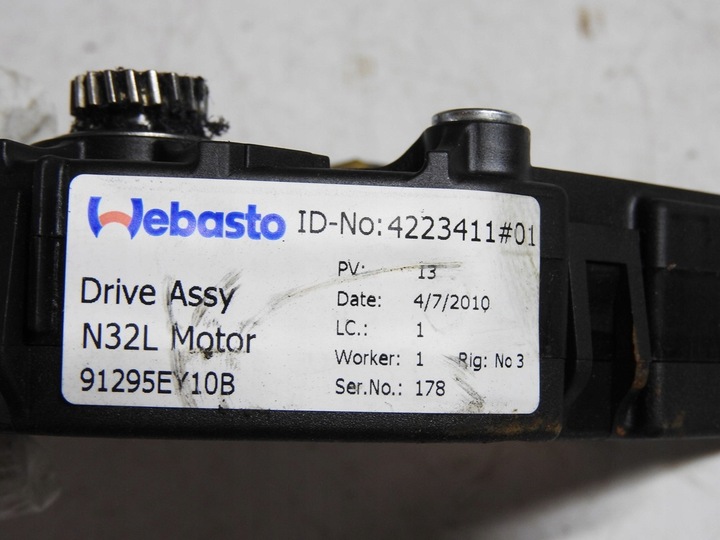 Webasto ID-No: 4223411#01
Drive Assy
N32L Motor
91295EY10B
PV: 13
Date: 4/7/2010
LC.: 1
Worker: 1 Rig: No 3
Ser.No.: 178